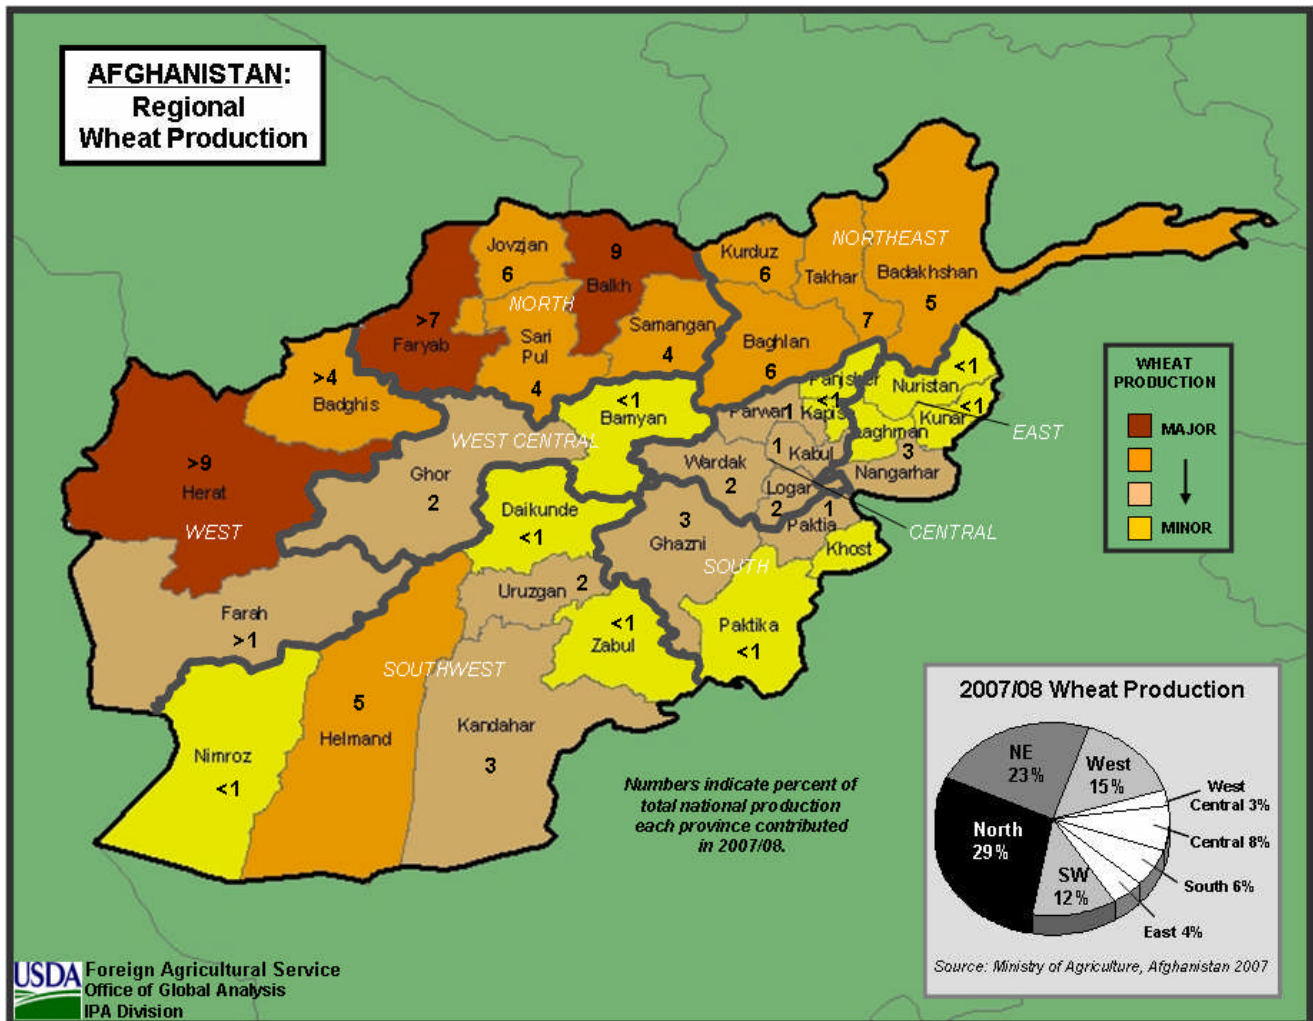 AFGHANISTAN:
Regional
Wheat Production
Jovzjan
6
9
Balkh
NORTH
>7
Faryab
Sari
Pul
4
Samangan
4
Kurduz
6
NORTHEAST
Takhar
7
Badakhshan
5
Baghlan
6
>4
Badghis
>9
Herat
WEST
WEST CENTRAL
Ghor
2
<1
Bamyan
Daikunde
<1
Panjsher
<1
Kapis
Parwan
1
1
Kabul
Wardak
2
Logar
2
CENTRAL
<1
Nuristan
Kunar
<1
Laghman
EAST
3
Nangarhar
3
Ghazni
SOUTH
1
Paktia
Khost
Paktika
<1
Farah
>1
Uruzgan
2
<1
Zabul
SOUTHWEST
5
Helmand
Kandahar
3
Nimroz
<1
WHEAT
PRODUCTION
MAJOR
MINOR
Numbers indicate percent of
total national production
each province contributed
in 2007/08.
2007/08 Wheat Production
NE
23%
West
15%
West
Central 3%
Central 8%
South 6%
East 4%
SW
12%
North
29%
Source: Ministry of Agriculture, Afghanistan 2007
USDA
Foreign Agricultural Service
Office of Global Analysis
IPA Division